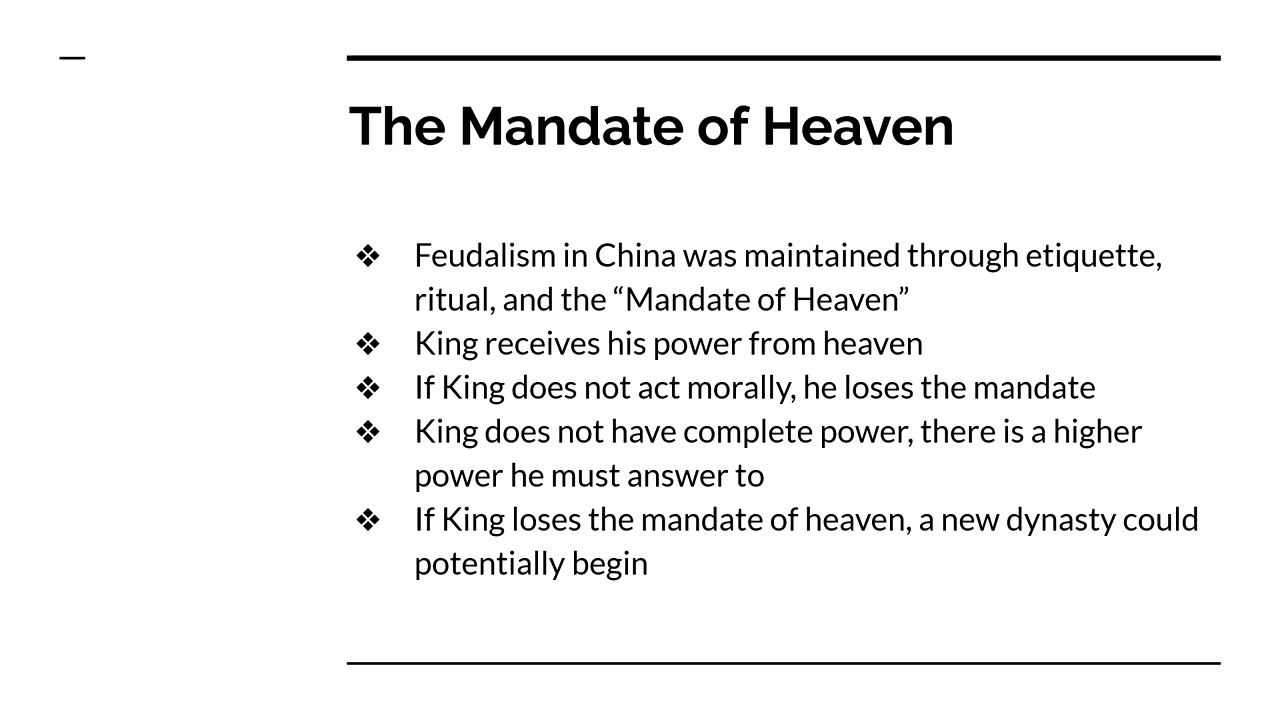 The Mandate of Heaven
❖ Feudalism in China was maintained through etiquette,
ritual, and the “Mandate of Heaven”
❖ King receives his power from heaven
❖ If King does not act morally, he loses the mandate
❖ King does not have complete power, there is a higher
power he must answer to
❖ If King loses the mandate of heaven, a new dynasty could
potentially begin